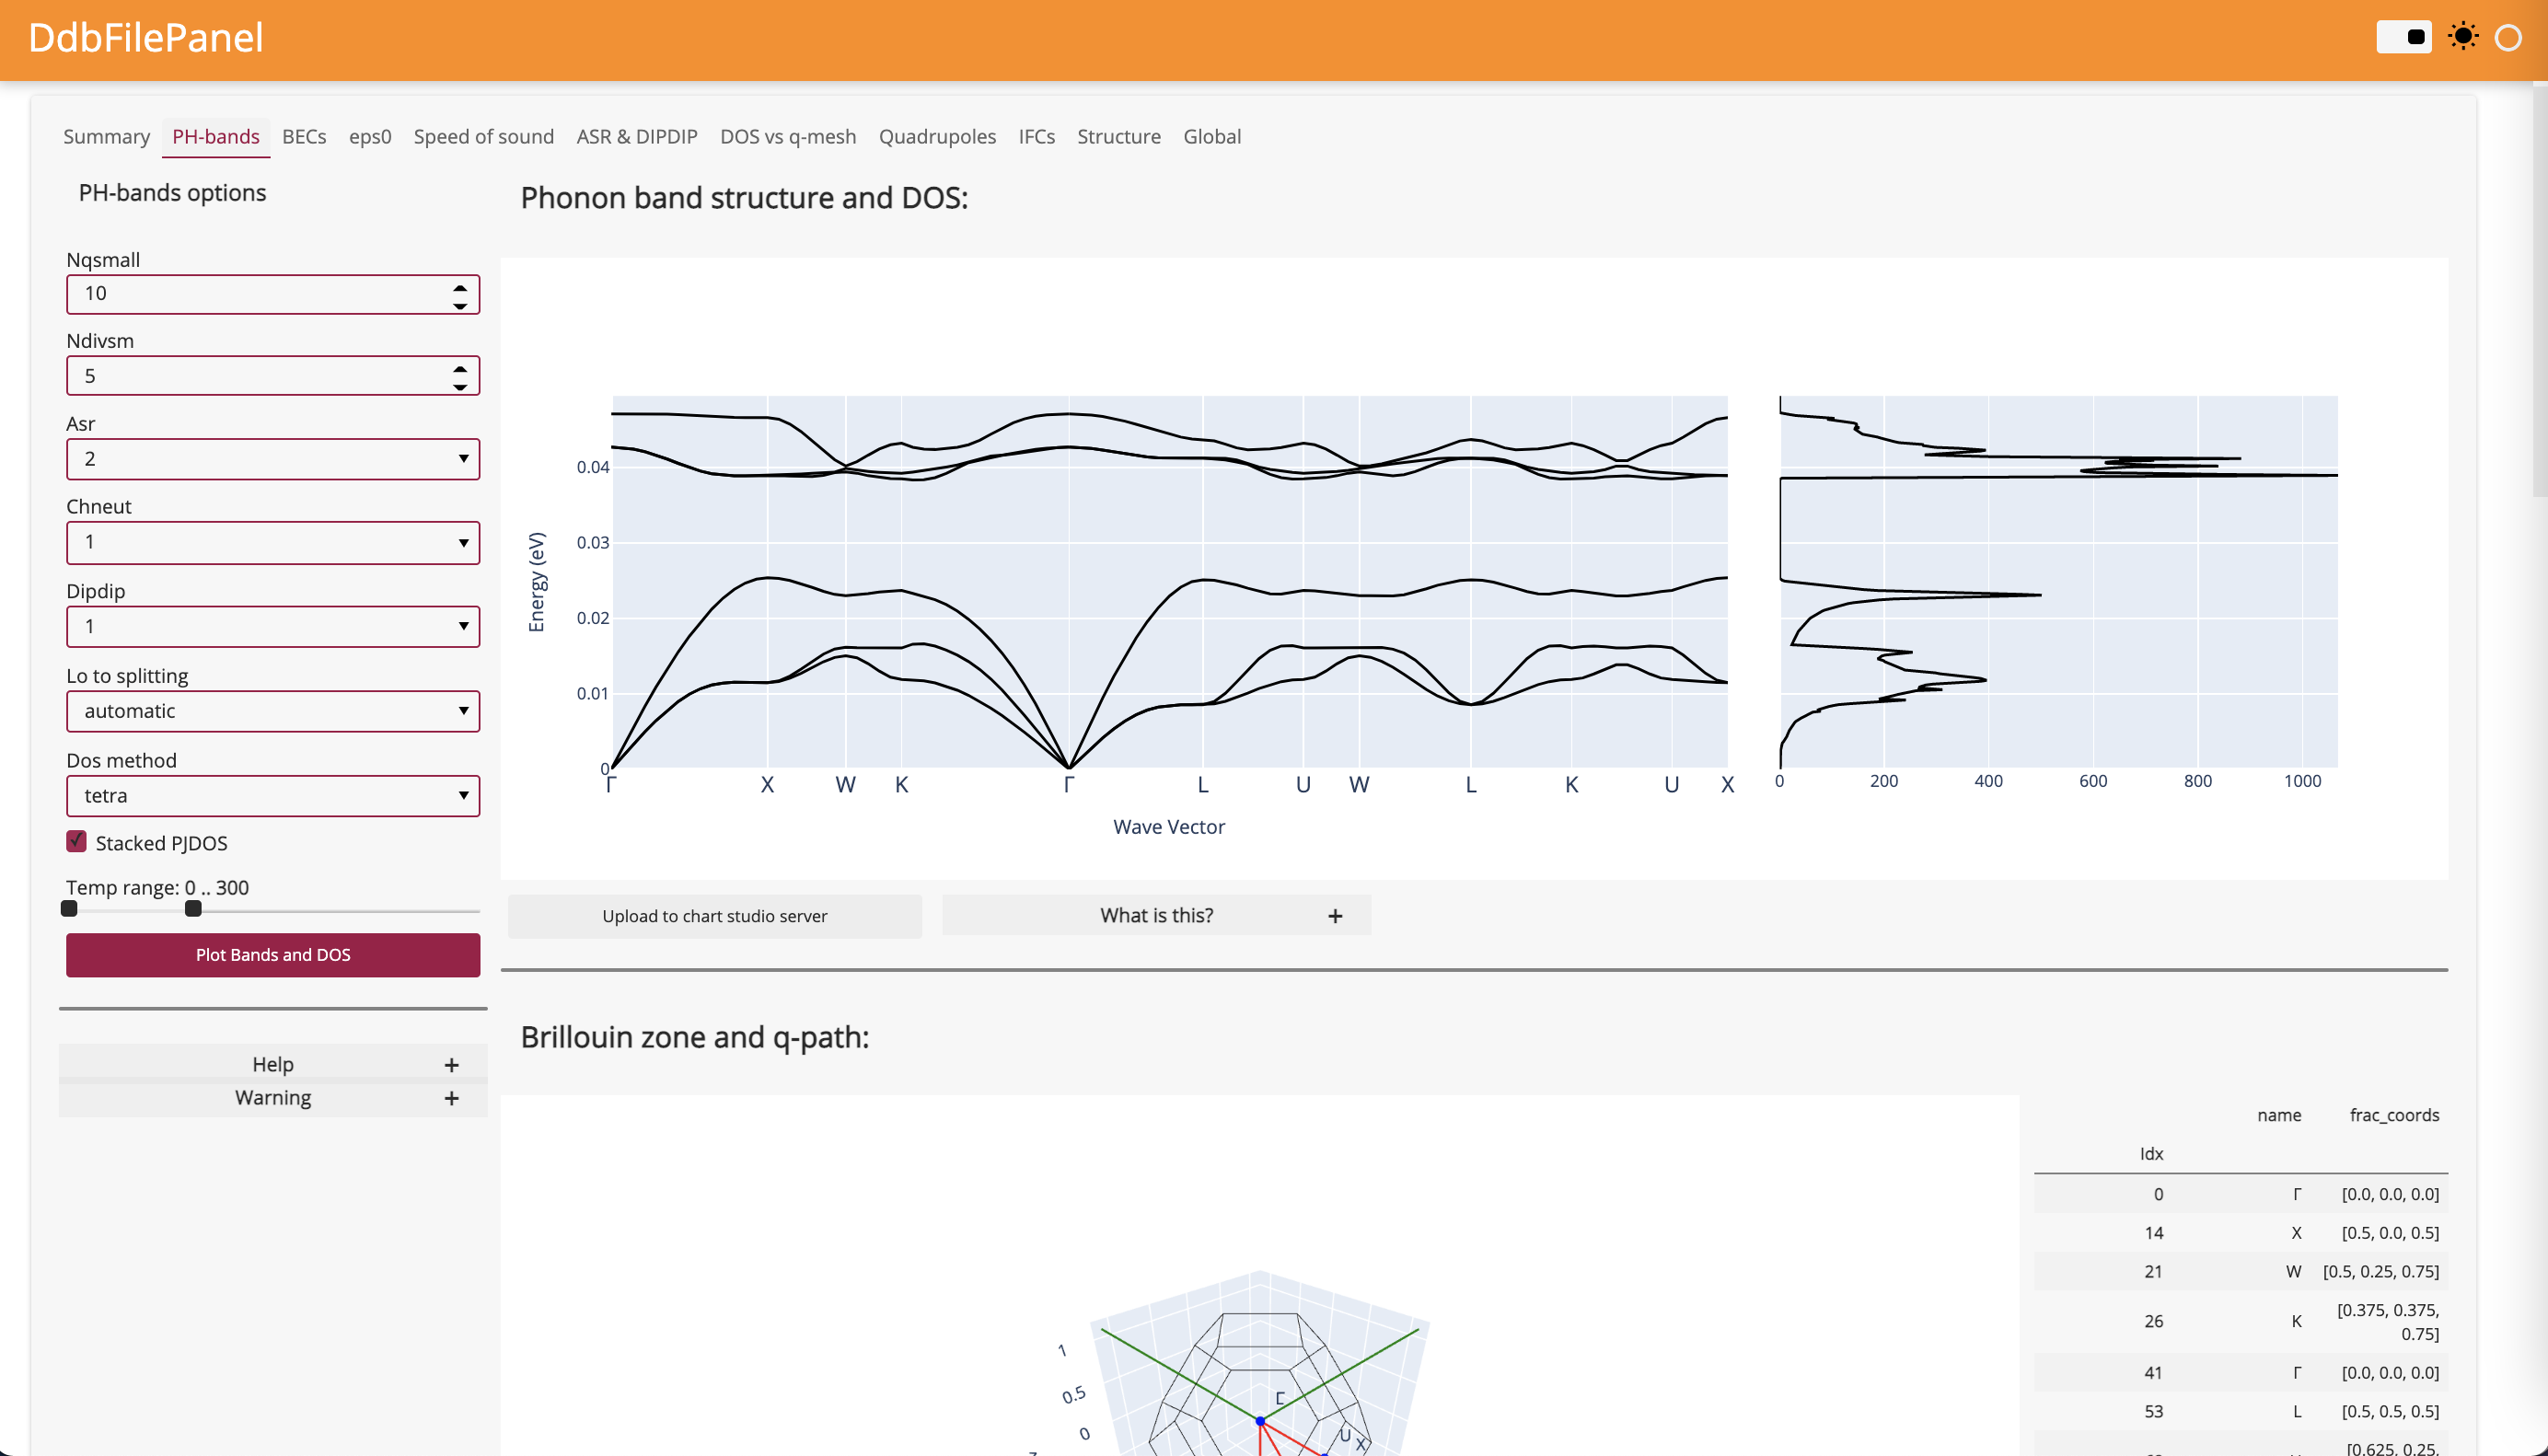 DdbFilePanel
Summary PH-bands BECs eps0 Speed of sound ASR & DIPDIP DOS vs q-mesh Quadrupoles IFCs Structure Global
PH-bands options
Nqsmall
10
Ndivsm
5
Asr
2
Chneut
1
Dipdip
1
Lo to splitting
automatic
Dos method
tetra
Stacked PJDOS
Temp range: 0 .. 300
Plot Bands and DOS
Help +
Warning +
Phonon band structure and DOS:
Energy (eV)
0.04
0.03
0.02
0.01
0
Γ X W K Γ L U W L K U X
Wave Vector
0 200 400 600 800 1000
Upload to chart studio server
What is this? +
Brillouin zone and q-path:
1
0.5
0
Γ
U
X
name frac_coords
Idx
0 Γ [0.0, 0.0, 0.0]
14 X [0.5, 0.0, 0.5]
21 W [0.5, 0.25, 0.75]
26 K [0.375, 0.375,
0.75]
41 Γ [0.0, 0.0, 0.0]
53 L [0.5, 0.5, 0.5]
[0.625, 0.25,